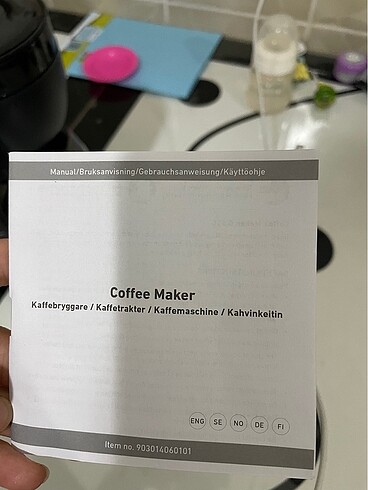 Manual/Bruksanvisning/Gebrauchsanweisung/Käyttöohje
Coffee Maker
Kaffebryggare / Kaffetrakter / Kaffemaschine / Kahvinkeitin
ENG SE NO DE FI
Item no. 903014060101